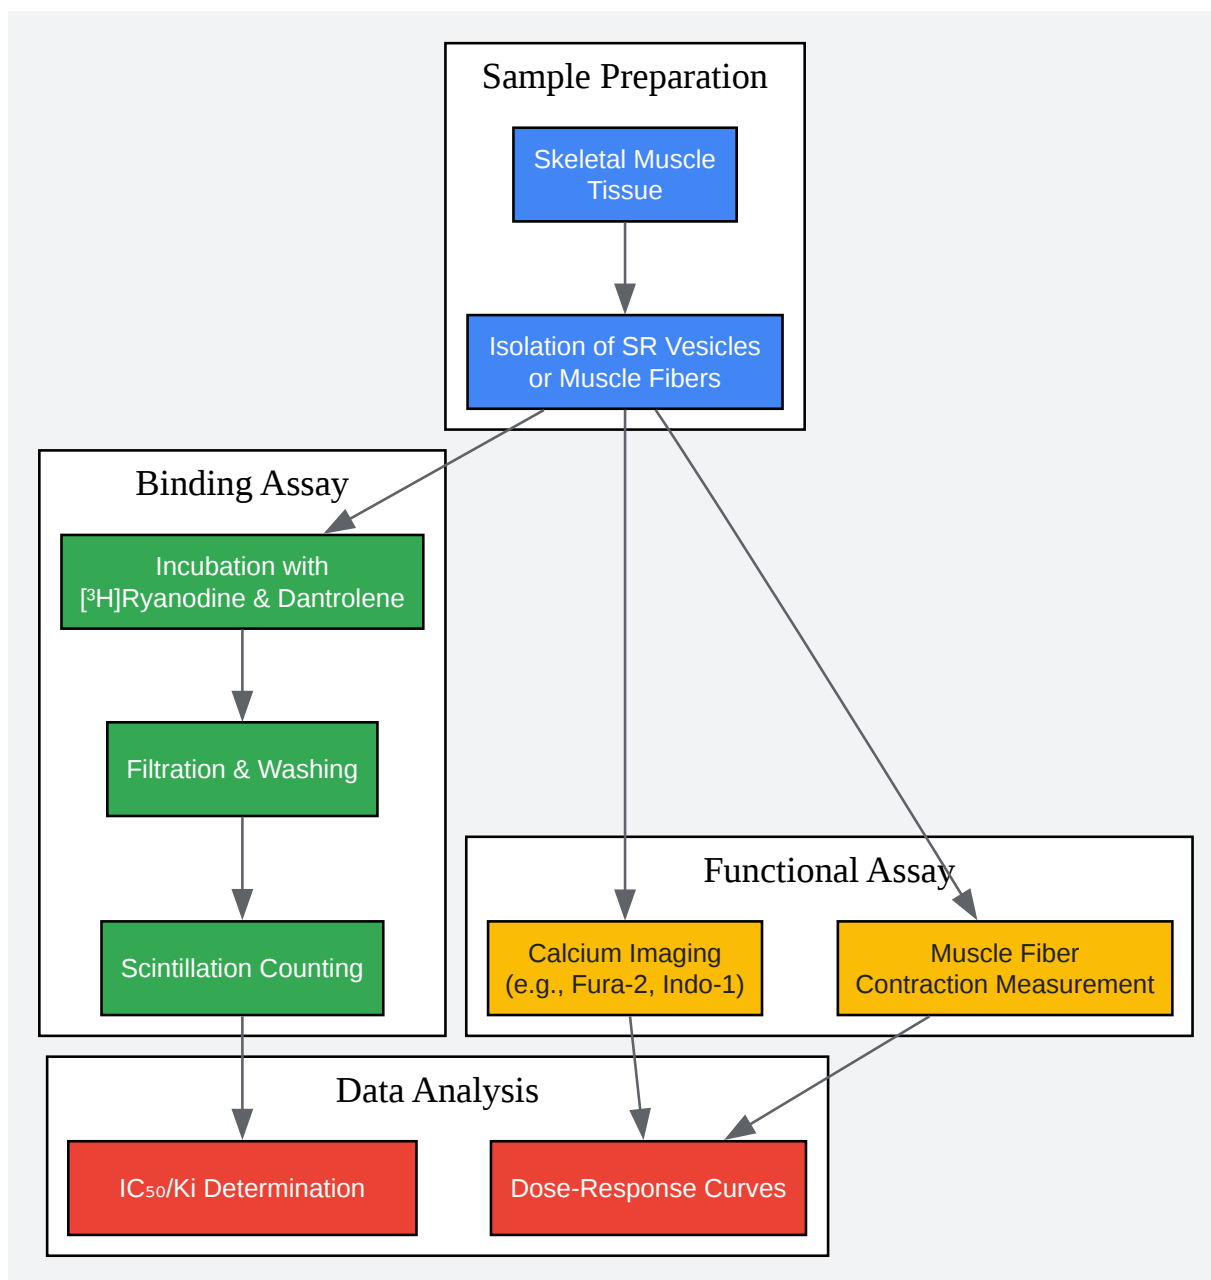 Sample Preparation
Skeletal Muscle
Tissue
Isolation of SR Vesicles
or Muscle Fibers
Binding Assay
Incubation with
[³H]Ryanodine & Dantrolene
Filtration & Washing
Scintillation Counting
Functional Assay
Calcium Imaging
(e.g., Fura-2, Indo-1)
Muscle Fiber
Contraction Measurement
Data Analysis
IC₅₀/Ki Determination
Dose-Response Curves